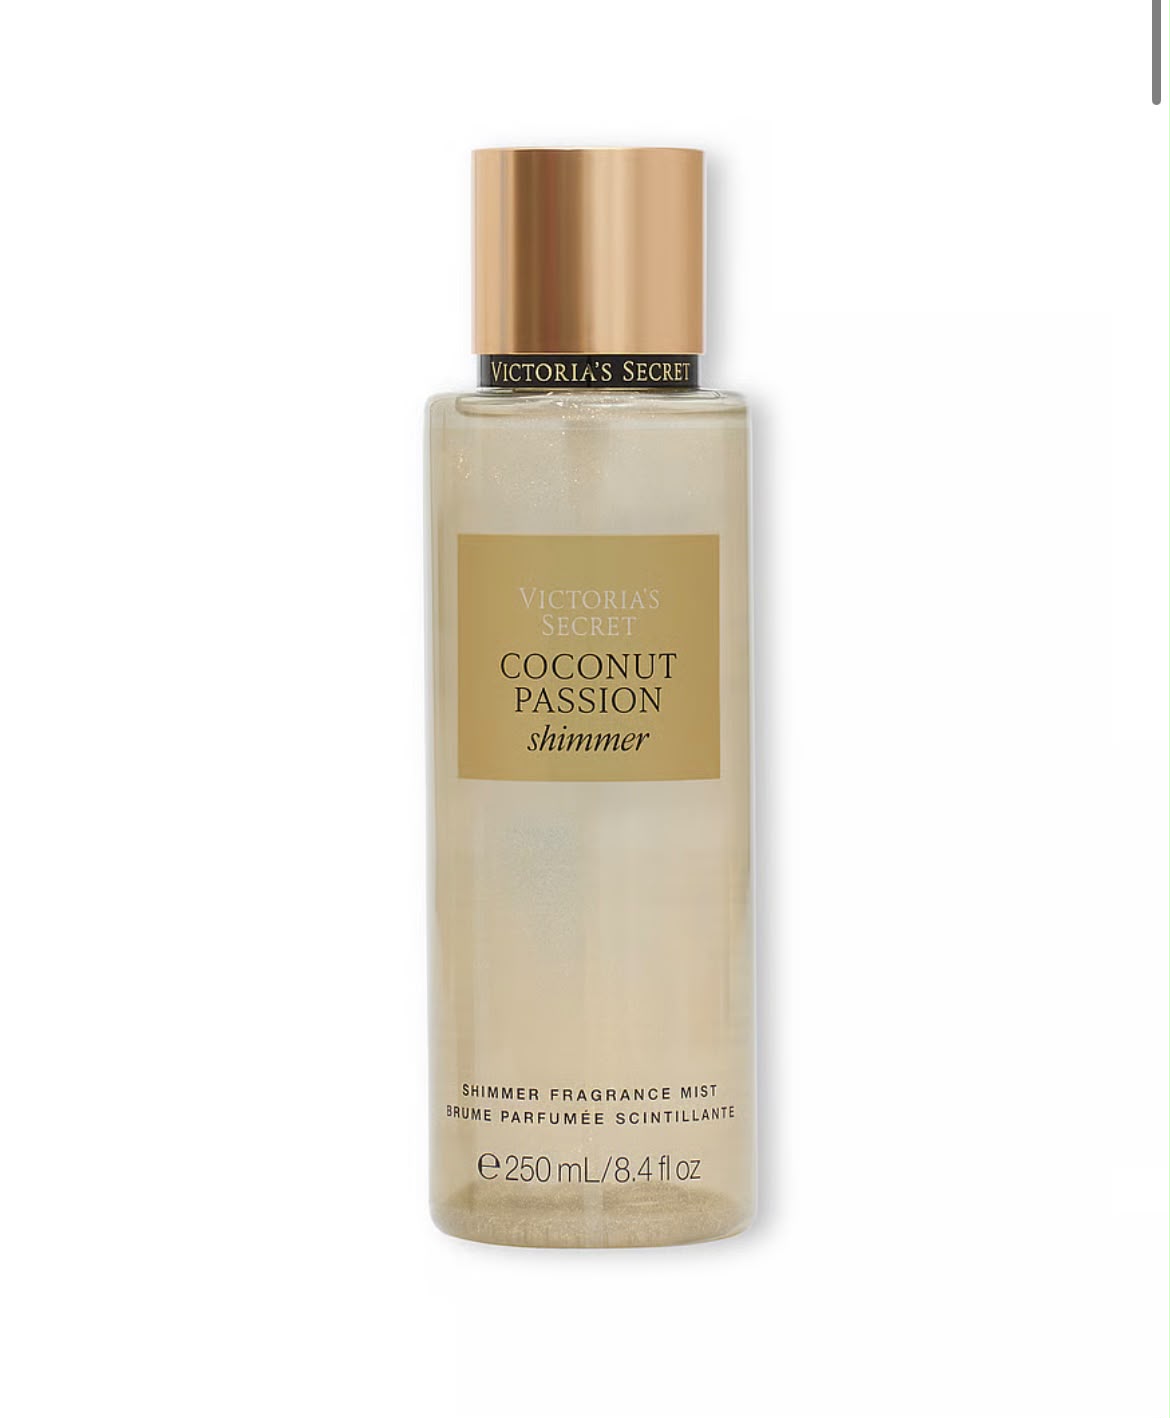 VICTORIA'S SECRET
VICTORIA'S
SECRET
COCONUT
PASSION
shimmer
SHIMMER FRAGRANCE MIST
BRUME PARFUMÉE SCINTILLANTE
℮ 250 mL/8.4 fl oz